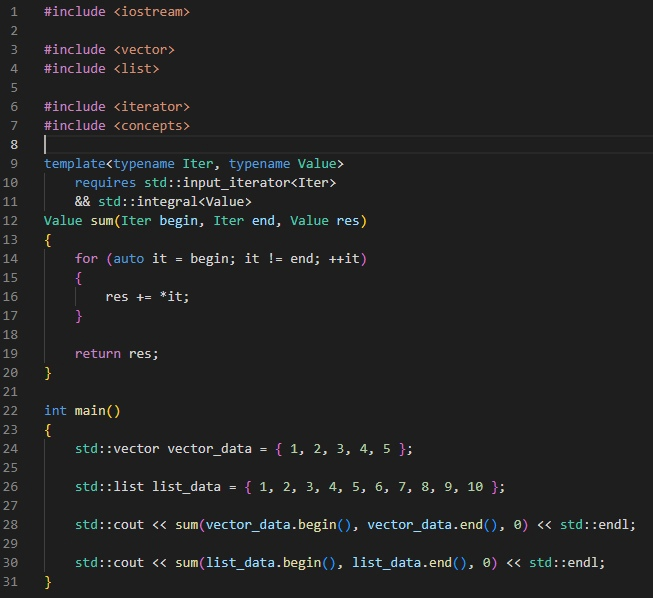 1 #include <iostream>
2
3 #include <vector>
4 #include <list>
5
6 #include <iterator>
7 #include <concepts>
8
9 template<typename Iter, typename Value>
10     requires std::input_iterator<Iter>
11     && std::integral<Value>
12 Value sum(Iter begin, Iter end, Value res)
13 {
14     for (auto it = begin; it != end; ++it)
15     {
16         res += *it;
17     }
18
19     return res;
20 }
21
22 int main()
23 {
24     std::vector vector_data = { 1, 2, 3, 4, 5 };
25
26     std::list list_data = { 1, 2, 3, 4, 5, 6, 7, 8, 9, 10 };
27
28     std::cout << sum(vector_data.begin(), vector_data.end(), 0) << std::endl;
29
30     std::cout << sum(list_data.begin(), list_data.end(), 0) << std::endl;
31 }